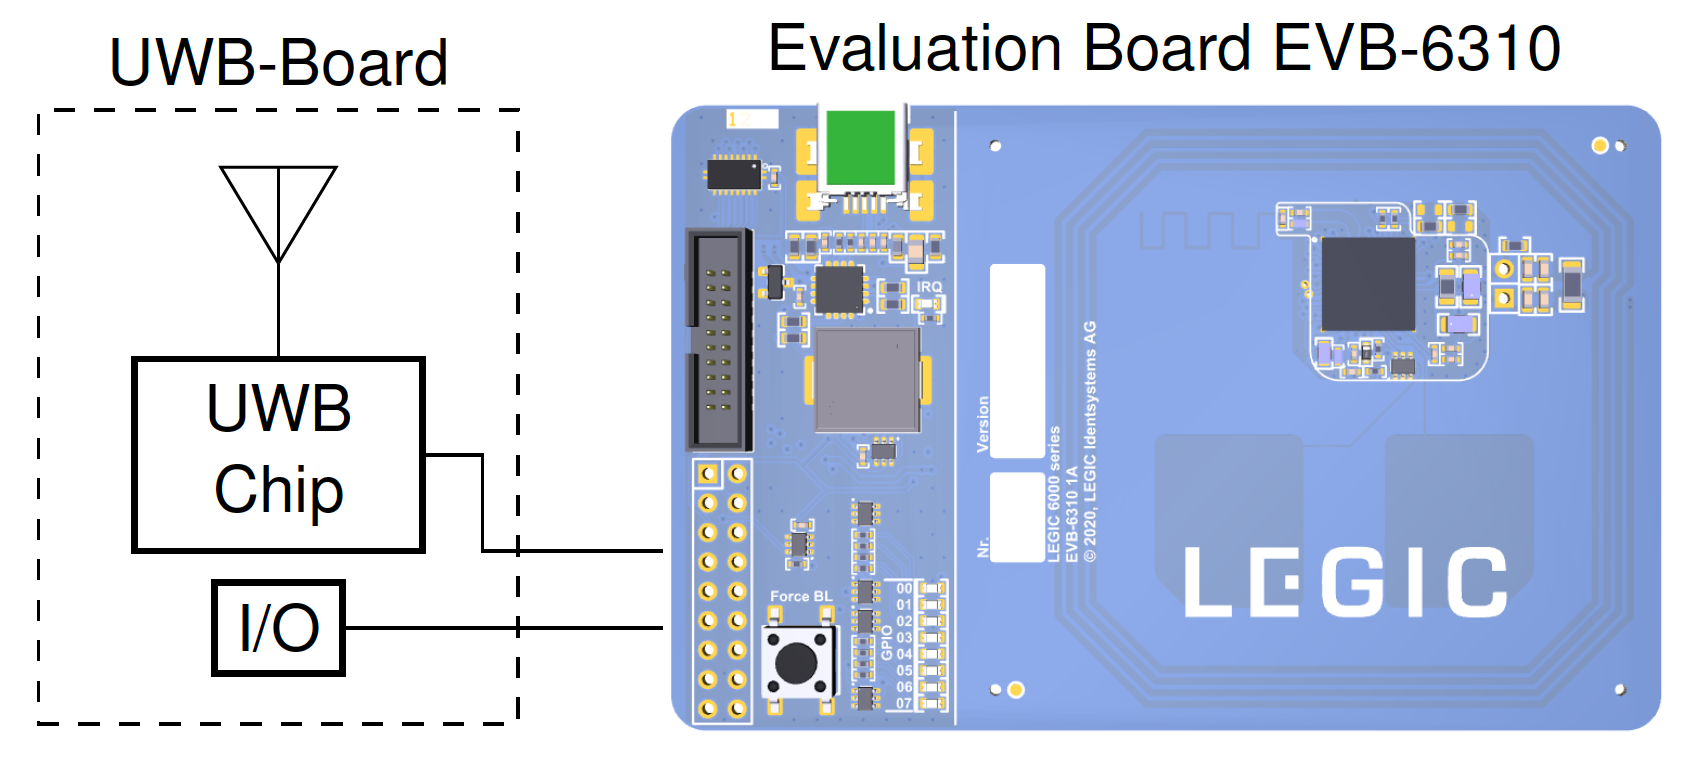 UWB-Board
Evaluation Board EVB-6310
UWB
Chip
I/O
1
IRQ
Version
Nr.
LEGIC 6000 series
EVB-6310 1A
© 2020, LEGIC Identsystems AG
Force BL
GPIO
00
01
02
03
04
05
06
07
LEGIC